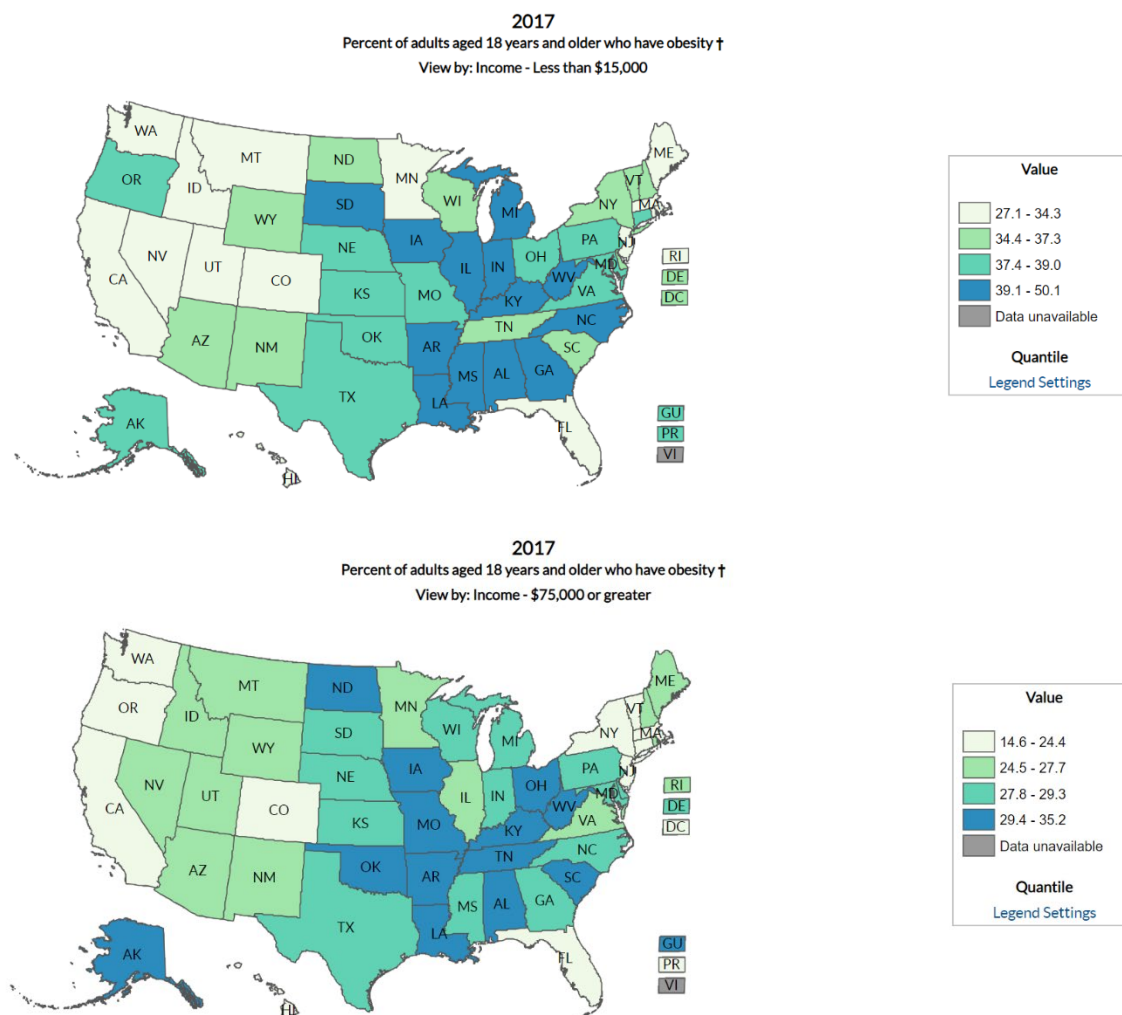 2017
Percent of adults aged 18 years and older who have obesity †
View by: Income - Less than $15,000
WA
MT
ND
MN
ME
OR
ID
WY
SD
WI
MI
VT
NY
MA
NV
UT
CO
NE
IA
IL
IN
OH
PA
NJ
MD
CA
KS
MO
KY
WV
VA
AZ
NM
OK
AR
TN
NC
SC
TX
LA
MS
AL
GA
FL
AK
HI
RI
DE
DC
GU
PR
VI
Value
27.1 - 34.3
34.4 - 37.3
37.4 - 39.0
39.1 - 50.1
Data unavailable
Quantile
Legend Settings
2017
Percent of adults aged 18 years and older who have obesity †
View by: Income - $75,000 or greater
WA
MT
ND
MN
ME
OR
ID
WY
SD
WI
MI
VT
NY
MA
NV
UT
CO
NE
IA
IL
IN
OH
PA
NJ
MD
CA
KS
MO
KY
WV
VA
AZ
NM
OK
AR
TN
NC
SC
TX
LA
MS
AL
GA
FL
AK
HI
RI
DE
DC
GU
PR
VI
Value
14.6 - 24.4
24.5 - 27.7
27.8 - 29.3
29.4 - 35.2
Data unavailable
Quantile
Legend Settings